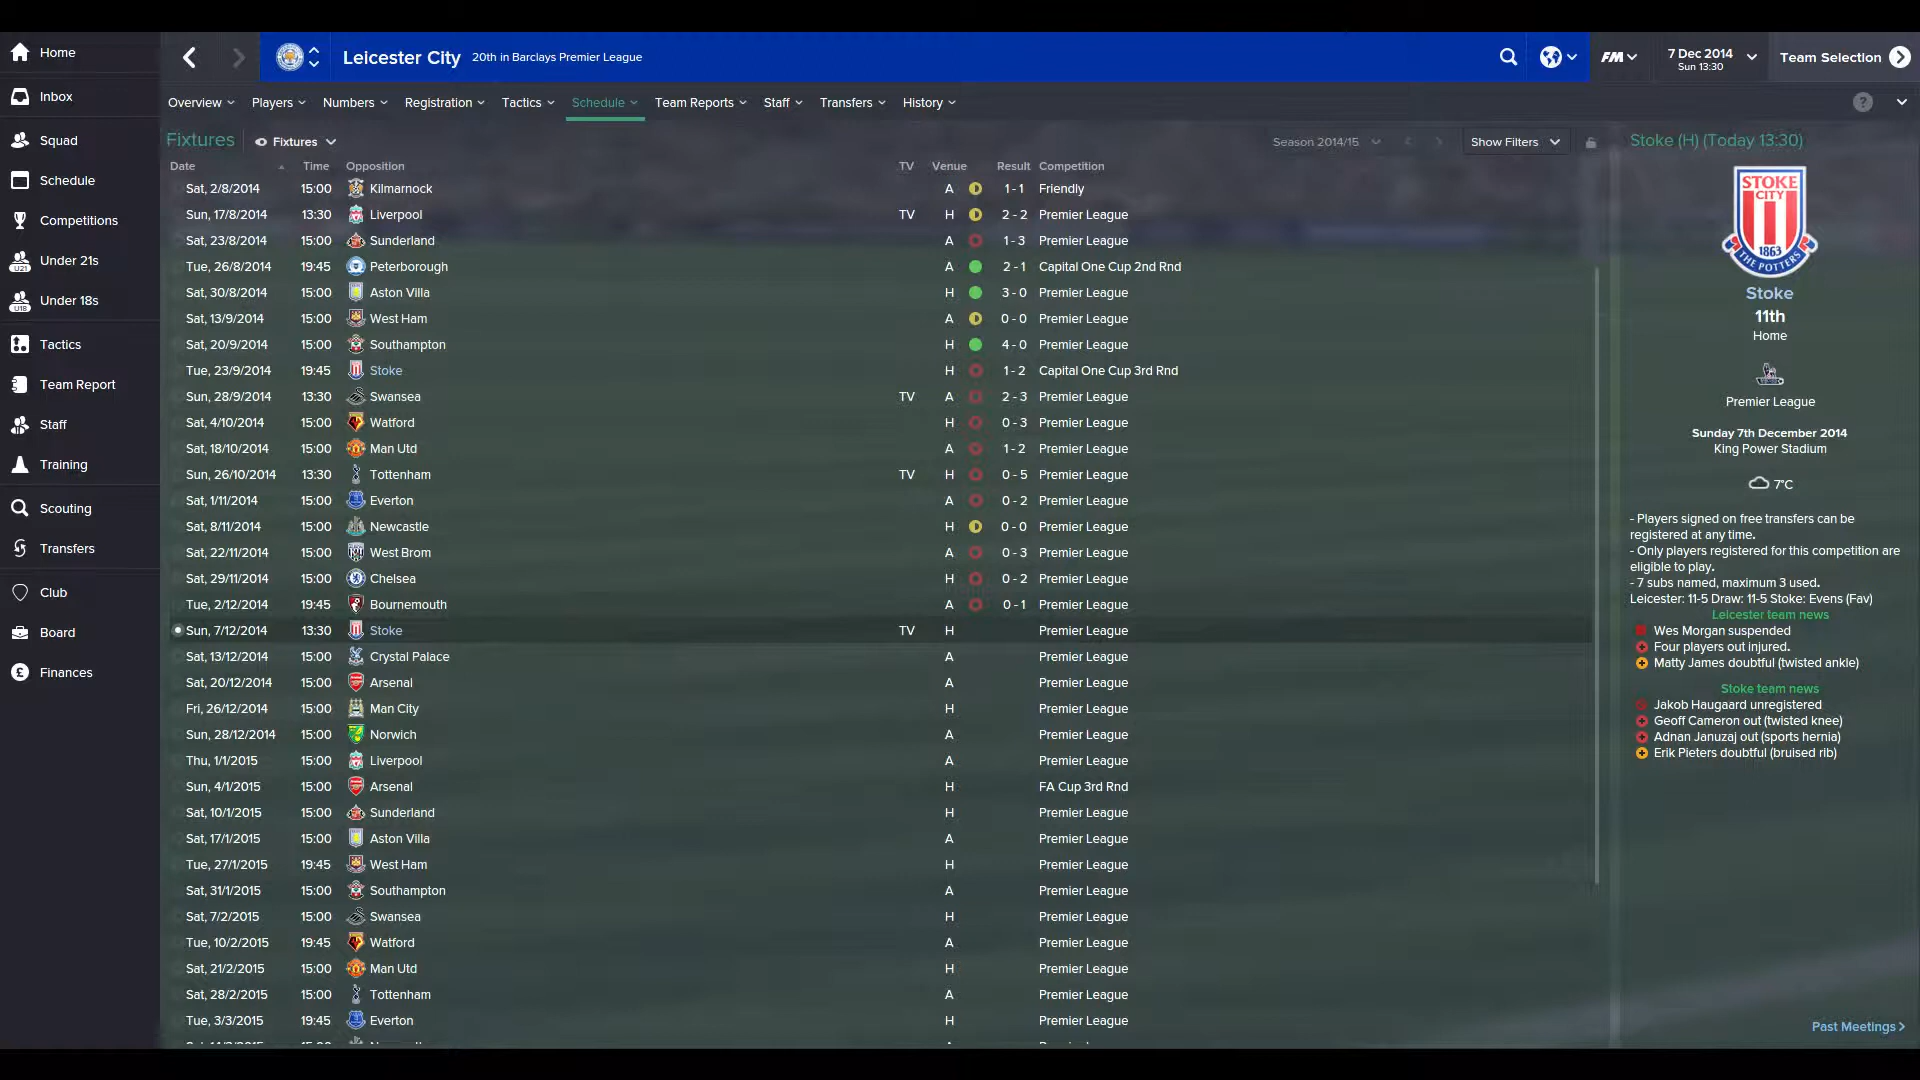 Home
Inbox
Squad
Schedule
Competitions
U21
Under 21s
U18
Under 18s
Tactics
Team Report
Staff
Training
Scouting
Transfers
Club
Board
Finances
Leicester City 20th in Barclays Premier League
FM
7 Dec 2014
Sun 13:30
Team Selection
Overview Players Numbers Registration Tactics Schedule Team Reports Staff Transfers History
?
Fixtures Fixtures Season 2014/15 Show Filters
Date Time Opposition TV Venue Result Competition
Sat, 2/8/2014 15:00 Kilmarnock A 1 - 1 Friendly
Sun, 17/8/2014 13:30 Liverpool TV H 2 - 2 Premier League
Sat, 23/8/2014 15:00 Sunderland A 1 - 3 Premier League
Tue, 26/8/2014 19:45 Peterborough A 2 - 1 Capital One Cup 2nd Rnd
Sat, 30/8/2014 15:00 Aston Villa H 3 - 0 Premier League
Sat, 13/9/2014 15:00 West Ham A 0 - 0 Premier League
Sat, 20/9/2014 15:00 Southampton H 4 - 0 Premier League
Tue, 23/9/2014 19:45 Stoke H 1 - 2 Capital One Cup 3rd Rnd
Sun, 28/9/2014 13:30 Swansea TV A 2 - 3 Premier League
Sat, 4/10/2014 15:00 Watford H 0 - 3 Premier League
Sat, 18/10/2014 15:00 Man Utd A 1 - 2 Premier League
Sun, 26/10/2014 13:30 Tottenham TV H 0 - 5 Premier League
Sat, 1/11/2014 15:00 Everton A 0 - 2 Premier League
Sat, 8/11/2014 15:00 Newcastle H 0 - 0 Premier League
Sat, 22/11/2014 15:00 West Brom A 0 - 3 Premier League
Sat, 29/11/2014 15:00 Chelsea H 0 - 2 Premier League
Tue, 2/12/2014 19:45 Bournemouth A 0 - 1 Premier League
Sun, 7/12/2014 13:30 Stoke TV H Premier League
Sat, 13/12/2014 15:00 Crystal Palace A Premier League
Sat, 20/12/2014 15:00 Arsenal A Premier League
Fri, 26/12/2014 15:00 Man City H Premier League
Sun, 28/12/2014 15:00 Norwich A Premier League
Thu, 1/1/2015 15:00 Liverpool A Premier League
Sun, 4/1/2015 15:00 Arsenal H FA Cup 3rd Rnd
Sat, 10/1/2015 15:00 Sunderland H Premier League
Sat, 17/1/2015 15:00 Aston Villa A Premier League
Tue, 27/1/2015 19:45 West Ham H Premier League
Sat, 31/1/2015 15:00 Southampton A Premier League
Sat, 7/2/2015 15:00 Swansea H Premier League
Tue, 10/2/2015 19:45 Watford A Premier League
Sat, 21/2/2015 15:00 Man Utd H Premier League
Sat, 28/2/2015 15:00 Tottenham A Premier League
Tue, 3/3/2015 19:45 Everton H Premier League
Stoke (H) (Today 13:30)
STOKE
CITY
1863
THE POTTERS
Stoke
11th
Home
Premier League
Sunday 7th December 2014
King Power Stadium
7°C
- Players signed on free transfers can be
registered at any time.
- Only players registered for this competition are
eligible to play.
- 7 subs named, maximum 3 used.
Leicester: 11-5 Draw: 11-5 Stoke: Evens (Fav)
Leicester team news
Wes Morgan suspended
Four players out injured.
Matty James doubtful (twisted ankle)
Stoke team news
Jakob Haugaard unregistered
Geoff Cameron out (twisted knee)
Adnan Januzaj out (sports hernia)
Erik Pieters doubtful (bruised rib)
Past Meetings